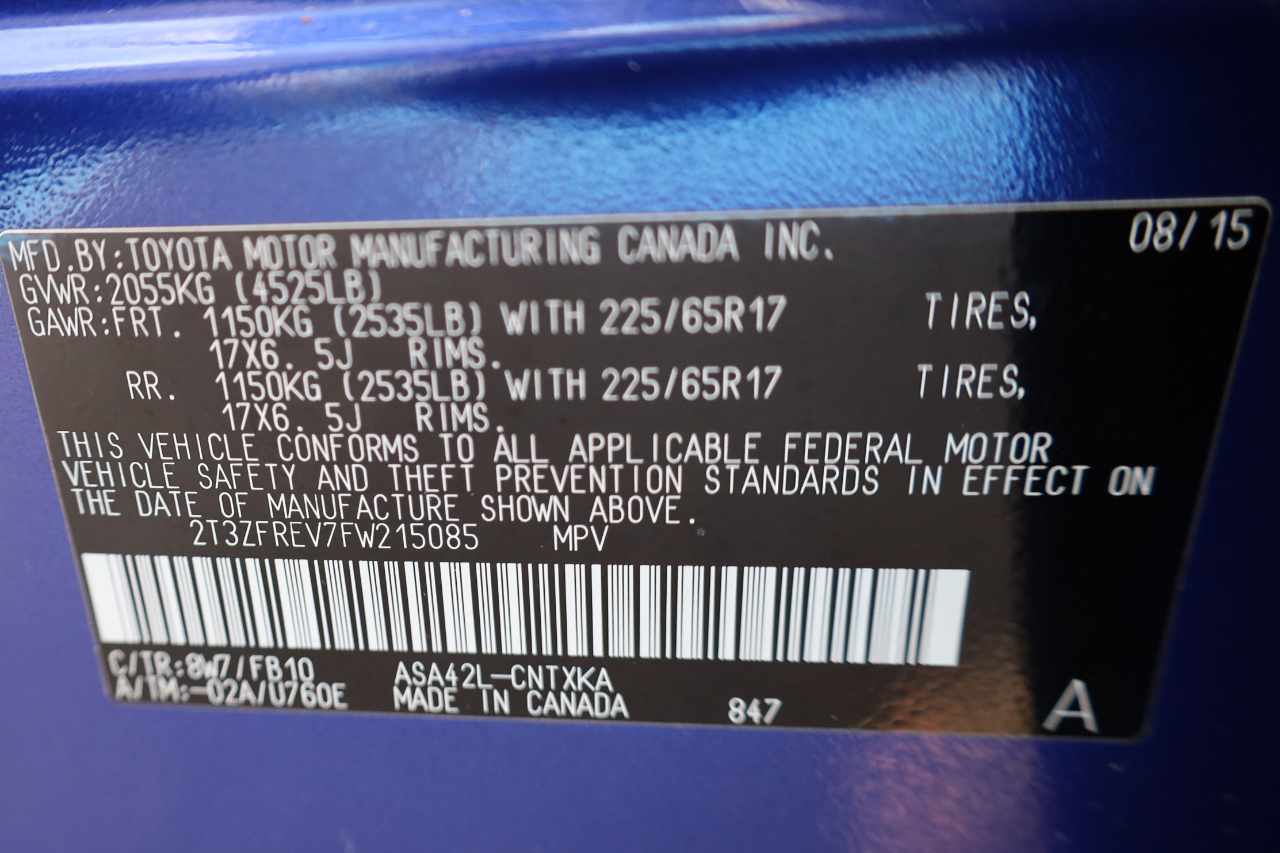 08/15
MFD.BY:TOYOTA MOTOR MANUFACTURING CANADA INC.
GVWR:2055KG (4525LB)
GAWR:FRT. 1150KG (2535LB) WITH 225/65R17 TIRES,
17X6. 5J RIMS.
RR. 1150KG (2535LB) WITH 225/65R17 TIRES,
17X6. 5J RIMS.
THIS VEHICLE CONFORMS TO ALL APPLICABLE FEDERAL MOTOR
VEHICLE SAFETY AND THEFT PREVENTION STANDARDS IN EFFECT ON
THE DATE OF MANUFACTURE SHOWN ABOVE.
2T3ZFREV7FW215085 MPV
C/TR:8W7/FB10 ASA42L-CNTXKA
A/TM:-02A/U760E MADE IN CANADA 847 A